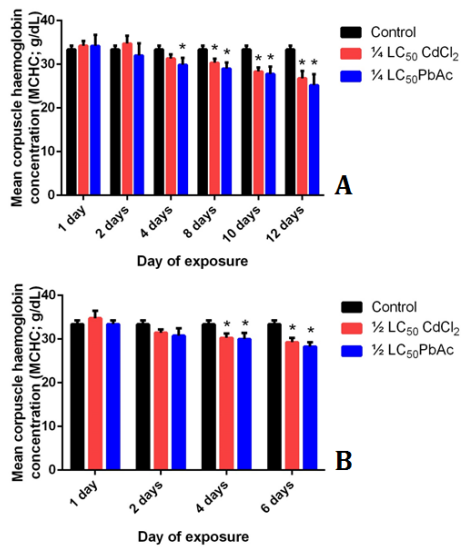 Mean corpuscle haemoglobin
concentration (MCHC; g/dL)
40
30
20
10
0
1 day
2 days
4 days
8 days
10 days
12 days
Day of exposure
* * * * * * *
Control
¼ LC50 CdCl2
¼ LC50PbAc
A
Mean corpuscle haemoglobin
concentration (MCHC; g/dL)
40
30
20
10
0
1 day
2 days
4 days
6 days
Day of exposure
* * * *
Control
½ LC50 CdCl2
½ LC50PbAc
B